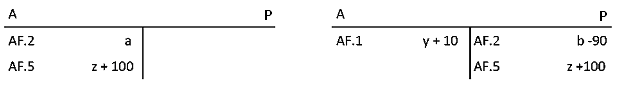 A P
AF.2 a
AF.5 z + 100
A P
AF.1 y + 10 AF.2 b -90
AF.5 z +100